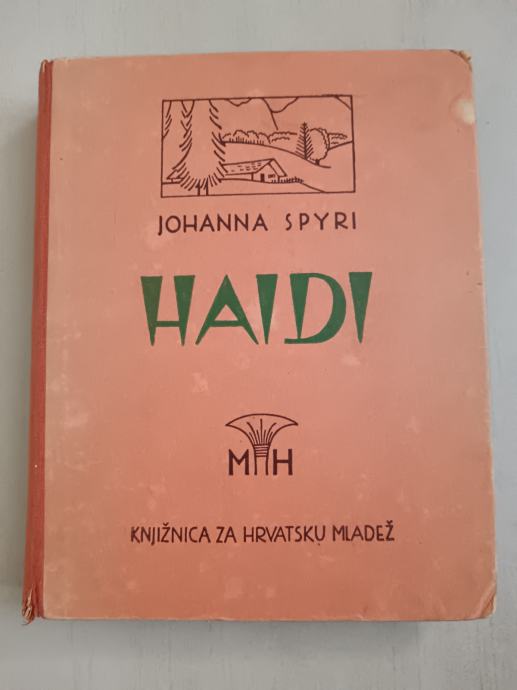 JOHANNA SPYRI
HAIDI
MH
KNJIŽNICA ZA HRVATSKU MLADEŽ